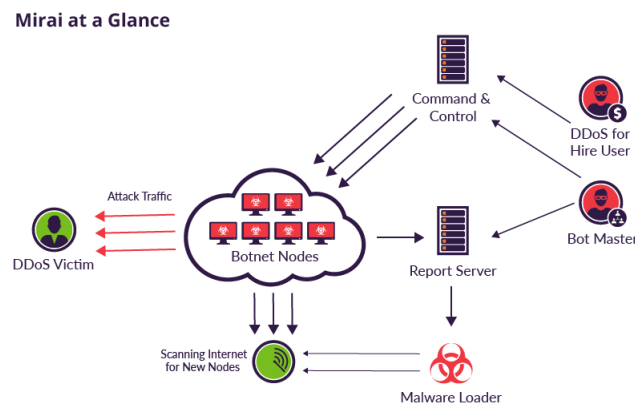 Mirai at a Glance
Command &
Control
DDoS for
Hire User
Attack Traffic
DDoS Victim
Botnet Nodes
Report Server
Bot Master
Scanning Internet
for New Nodes
Malware Loader
$